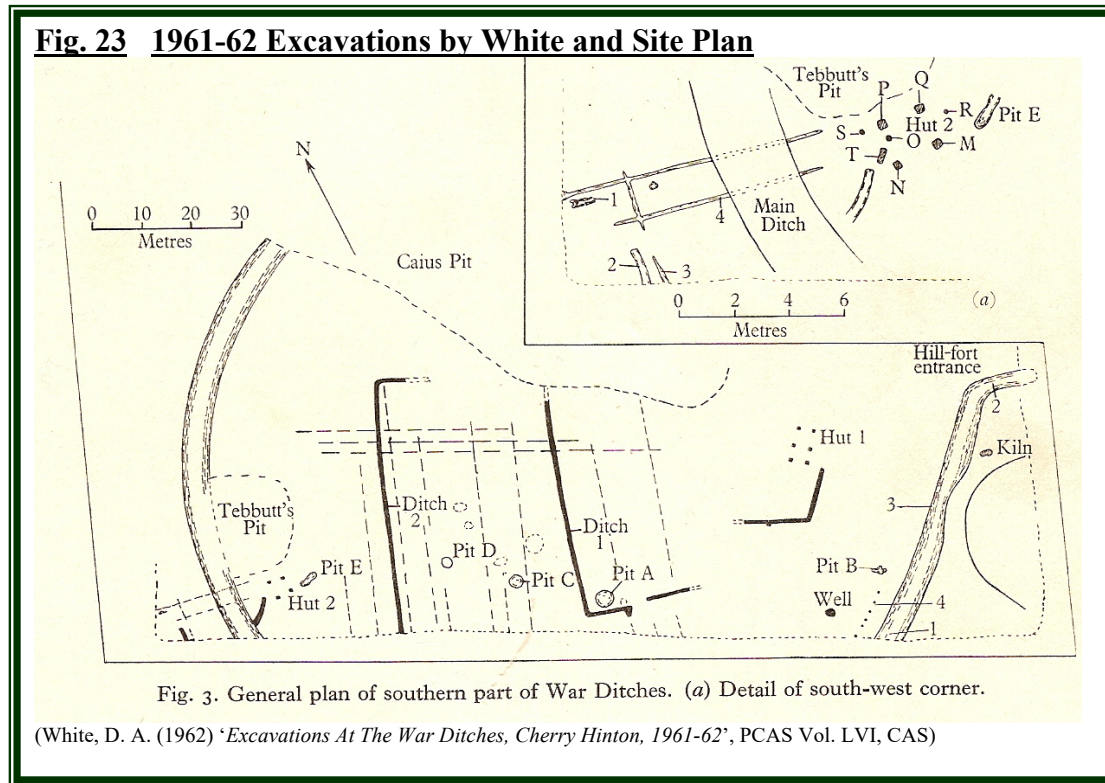 Fig. 23 1961-62 Excavations by White and Site Plan
Tebbutt's
Pit
P
Q
R
Pit E
Hut 2
S
O
M
T
N
1
4
Main
Ditch
2
3
0 2 4 6
Metres
(a)
N
0 10 20 30
Metres
Caius Pit
Hill-fort
entrance
2
Kiln
Hut 1
3
Ditch
2
Ditch
1
Tebbutt's
Pit
Pit D
Pit E
Pit C
Pit A
Pit B
Hut 2
Well
4
1
Fig. 3. General plan of southern part of War Ditches. (a) Detail of south-west corner.
(White, D. A. (1962) ‘Excavations At The War Ditches, Cherry Hinton, 1961-62’, PCAS Vol. LVI, CAS)